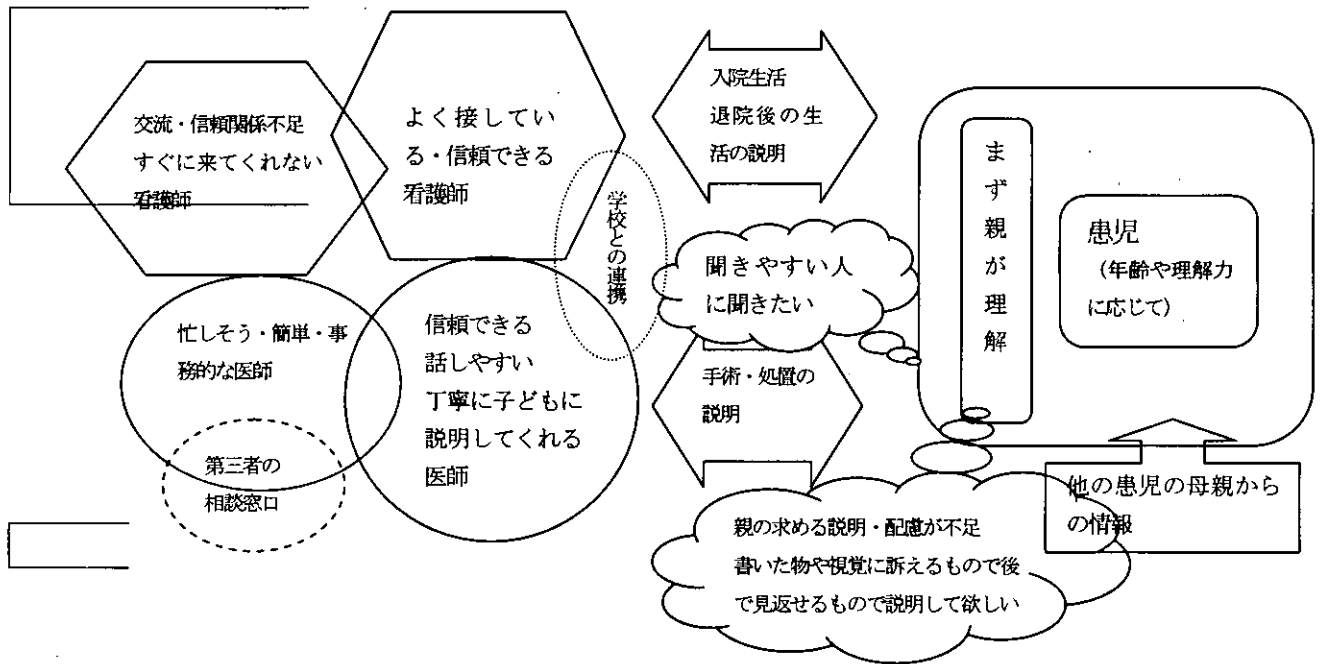 交流・信頼関係不足
すぐに来てくれない
看護師
よく接してい
る・信頼できる
看護師
学校との連携
入院生活
退院後の生
活の説明
まず親が理解
患児
(年齢や理解力
に応じて)
聞きやすい人
に聞きたい
忙しそう・簡単・事
務的な医師
信頼できる
話しやすい
丁寧に子どもに
説明してくれる
医師
手術・処置の
説明
第三者の
相談窓口
他の患児の母親から
の情報
親の求める説明・配慮が不足
書いた物や視覚に訴えるもので後
で見返せるもので説明して欲しい